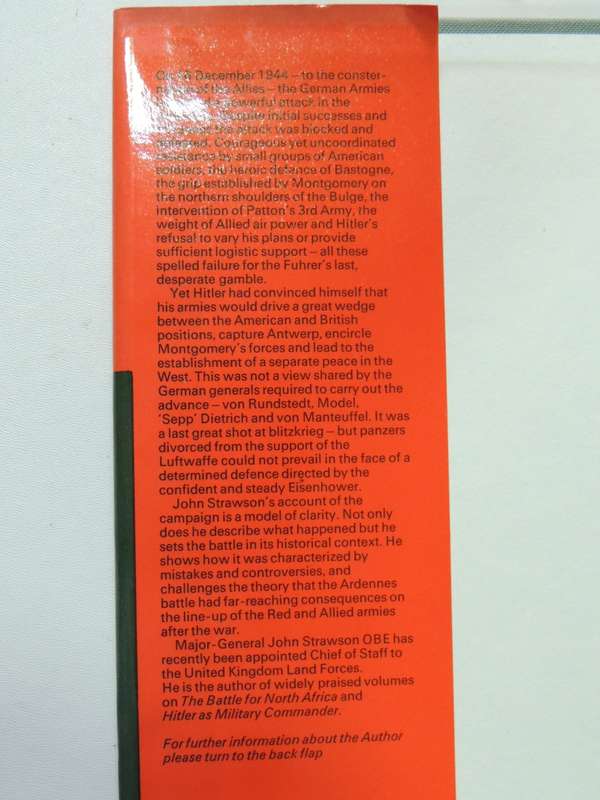 On 16 December 1944 – to the conster-
nation of the Allies – the German Armies
powerful attack in the
despite initial successes and
the attack was blocked and
defeated. Courageous yet uncoordinated
resistance by small groups of American
soldiers, the heroic defence of Bastogne,
the grip established by Montgomery on
the northern shoulders of the Bulge, the
intervention of Patton's 3rd Army, the
weight of Allied air power and Hitler's
refusal to vary his plans or provide
sufficient logistic support – all these
spelled failure for the Fuhrer's last,
desperate gamble.
Yet Hitler had convinced himself that
his armies would drive a great wedge
between the American and British
positions, capture Antwerp, encircle
Montgomery's forces and lead to the
establishment of a separate peace in the
West. This was not a view shared by the
German generals required to carry out the
advance – von Rundstedt, Model,
'Sepp' Dietrich and von Manteuffel. It was
a last great shot at blitzkrieg – but panzers
divorced from the support of the
Luftwaffe could not prevail in the face of a
determined defence directed by the
confident and steady Eisenhower.
John Strawson's account of the
campaign is a model of clarity. Not only
does he describe what happened but he
sets the battle in its historical context. He
shows how it was characterized by
mistakes and controversies, and
challenges the theory that the Ardennes
battle had far-reaching consequences on
the line-up of the Red and Allied armies
after the war.
Major-General John Strawson OBE has
recently been appointed Chief of Staff to
the United Kingdom Land Forces.
He is the author of widely praised volumes
on The Battle for North Africa and
Hitler as Military Commander.
For further information about the Author
please turn to the back flap